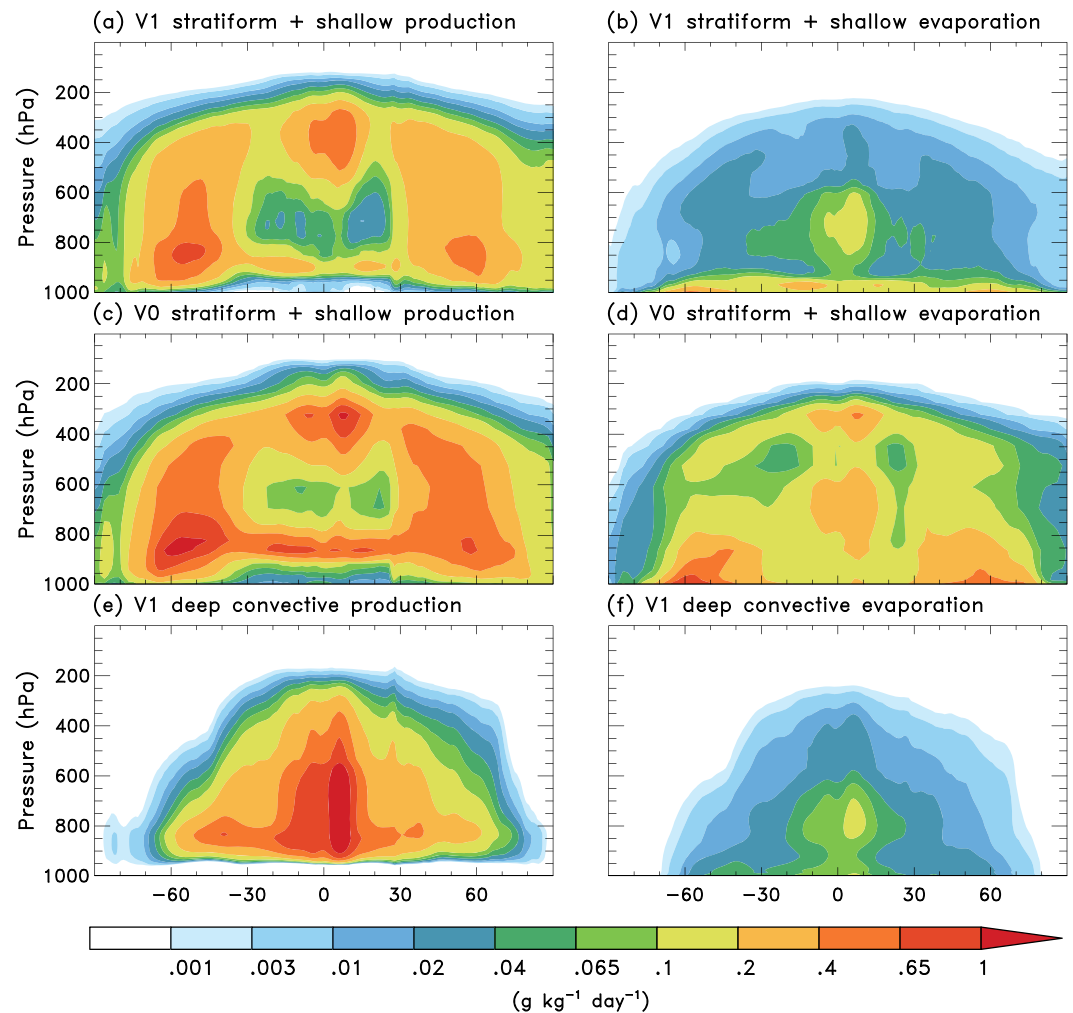 (a) V1 stratiform + shallow production
(b) V1 stratiform + shallow evaporation
Pressure (hPa)
200
400
600
800
1000
(c) V0 stratiform + shallow production
(d) V0 stratiform + shallow evaporation
Pressure (hPa)
200
400
600
800
1000
(e) V1 deep convective production
(f) V1 deep convective evaporation
Pressure (hPa)
200
400
600
800
1000
−60 −30 0 30 60
−60 −30 0 30 60
.001 .003 .01 .02 .04 .065 .1 .2 .4 .65 1
(g kg⁻¹ day⁻¹)